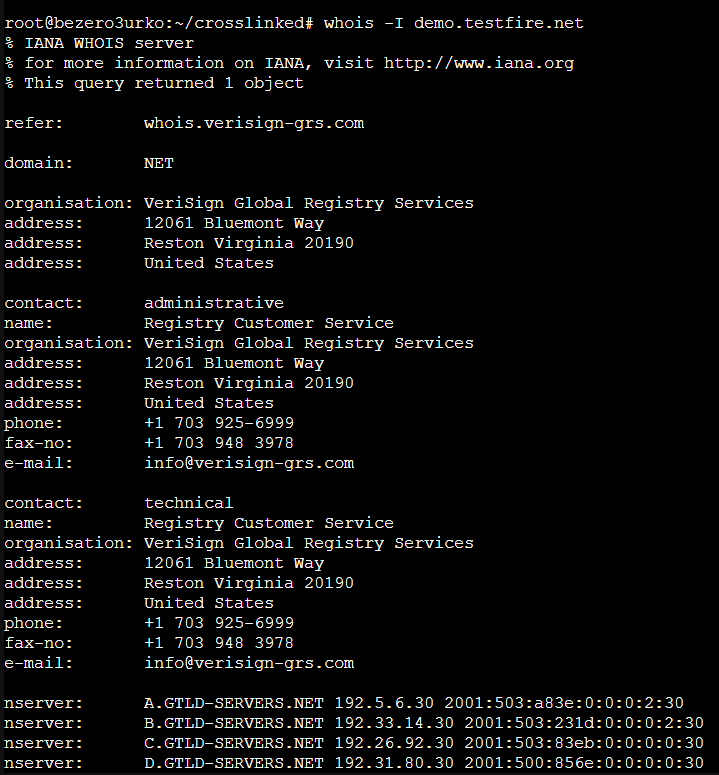 root@bezero3urko:~/crosslinked# whois -I demo.testfire.net
% IANA WHOIS server
% for more information on IANA, visit http://www.iana.org
% This query returned 1 object
refer: whois.verisign-grs.com
domain: NET
organisation: VeriSign Global Registry Services
address: 12061 Bluemont Way
address: Reston Virginia 20190
address: United States
contact: administrative
name: Registry Customer Service
organisation: VeriSign Global Registry Services
address: 12061 Bluemont Way
address: Reston Virginia 20190
address: United States
phone: +1 703 925-6999
fax-no: +1 703 948 3978
e-mail: info@verisign-grs.com
contact: technical
name: Registry Customer Service
organisation: VeriSign Global Registry Services
address: 12061 Bluemont Way
address: Reston Virginia 20190
address: United States
phone: +1 703 925-6999
fax-no: +1 703 948 3978
e-mail: info@verisign-grs.com
nserver: A.GTLD-SERVERS.NET 192.5.6.30 2001:503:a83e:0:0:0:2:30
nserver: B.GTLD-SERVERS.NET 192.33.14.30 2001:503:231d:0:0:0:2:30
nserver: C.GTLD-SERVERS.NET 192.26.92.30 2001:503:83eb:0:0:0:0:30
nserver: D.GTLD-SERVERS.NET 192.31.80.30 2001:500:856e:0:0:0:0:30